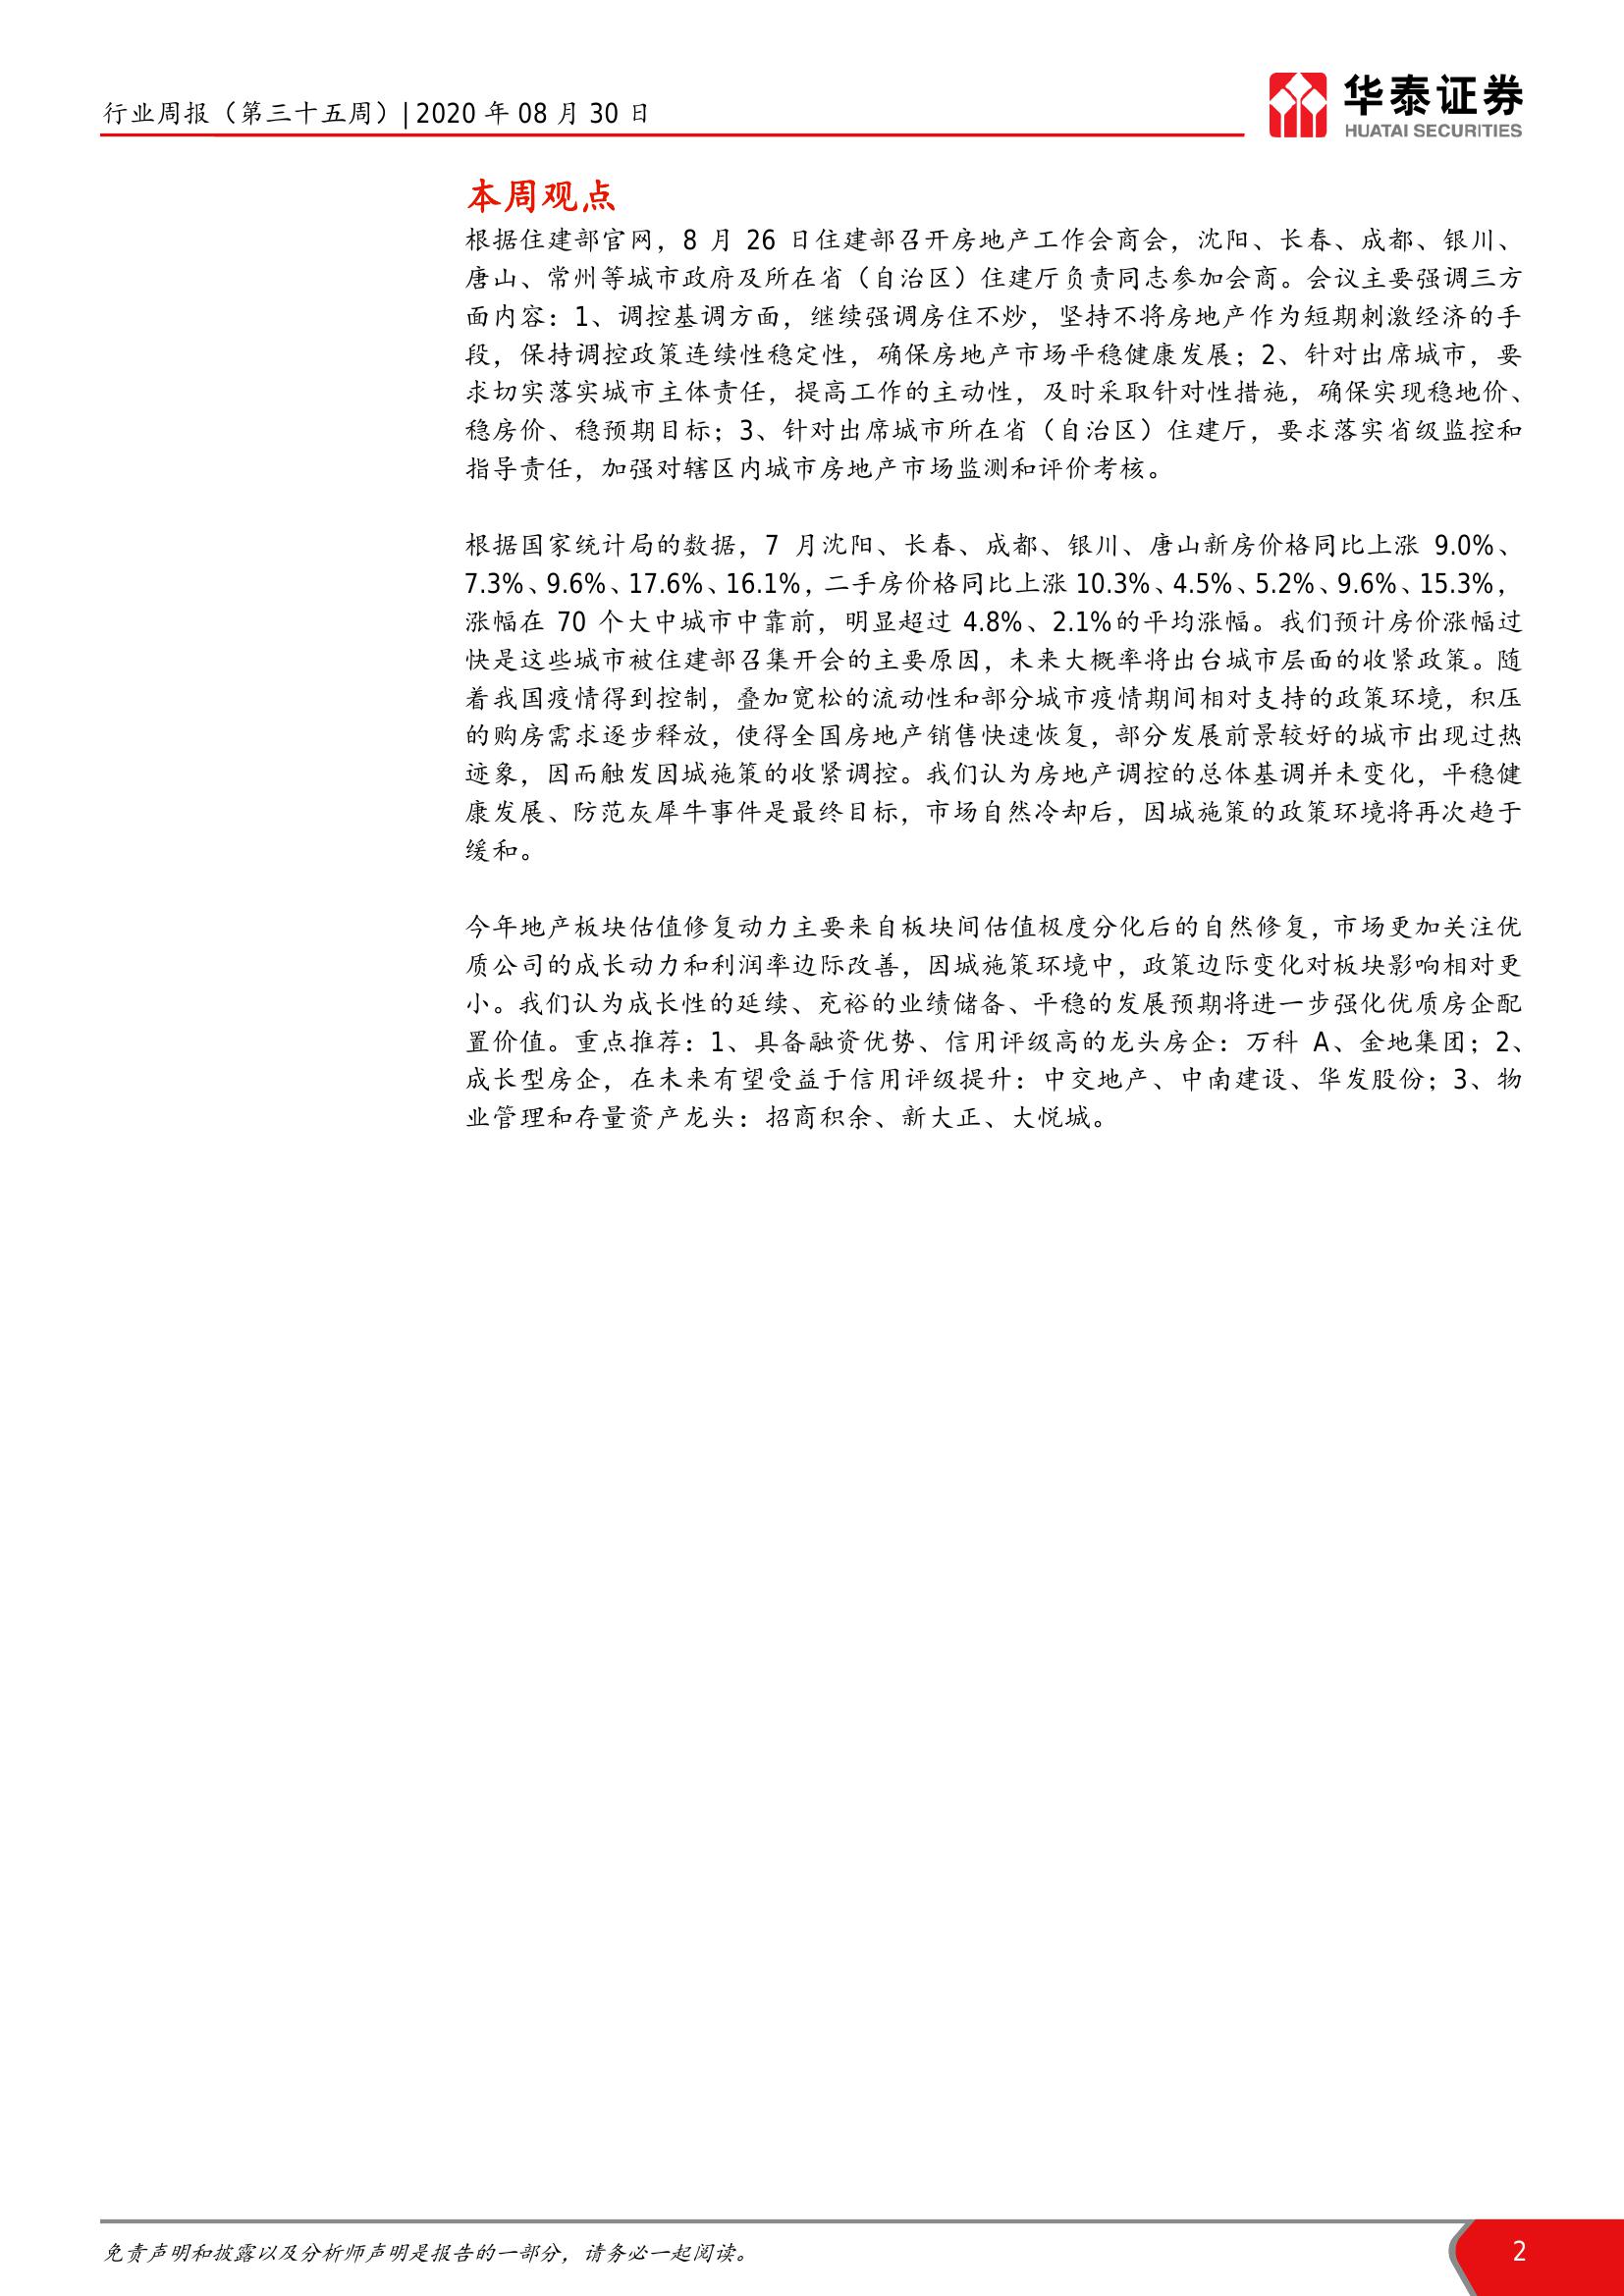 行业周报（第三十五周）| 2020 年 08 月 30 日
华泰证券
HUATAI SECURITIES
本周观点
根据住建部官网，8 月 26 日住建部召开房地产工作会商会，沈阳、长春、成都、银川、
唐山、常州等城市政府及所在省（自治区）住建厅负责同志参加会商。会议主要强调三方
面内容：1、调控基调方面，继续强调房住不炒，坚持不将房地产作为短期刺激经济的手
段，保持调控政策连续性稳定性，确保房地产市场平稳健康发展；2、针对出席城市，要
求切实落实城市主体责任，提高工作的主动性，及时采取针对性措施，确保实现稳地价、
稳房价、稳预期目标；3、针对出席城市所在省（自治区）住建厅，要求落实省级监控和
指导责任，加强对辖区内城市房地产市场监测和评价考核。
根据国家统计局的数据，7 月沈阳、长春、成都、银川、唐山新房价格同比上涨 9.0%、
7.3%、9.6%、17.6%、16.1%，二手房价格同比上涨 10.3%、4.5%、5.2%、9.6%、15.3%，
涨幅在 70 个大中城市中靠前，明显超过 4.8%、2.1%的平均涨幅。我们预计房价涨幅过
快是这些城市被住建部召集开会的主要原因，未来大概率将出台城市层面的收紧政策。随
着我国疫情得到控制，叠加宽松的流动性和部分城市疫情期间相对支持的政策环境，积压
的购房需求逐步释放，使得全国房地产销售快速恢复，部分发展前景较好的城市出现过热
迹象，因而触发因城施策的收紧调控。我们认为房地产调控的总体基调并未变化，平稳健
康发展、防范灰犀牛事件是最终目标，市场自然冷却后，因城施策的政策环境将再次趋于
缓和。
今年地产板块估值修复动力主要来自板块间估值极度分化后的自然修复，市场更加关注优
质公司的成长动力和利润率边际改善，因城施策环境中，政策边际变化对板块影响相对更
小。我们认为成长性的延续、充裕的业绩储备、平稳的发展预期将进一步强化优质房企配
置价值。重点推荐：1、具备融资优势、信用评级高的龙头房企：万科 A、金地集团；2、
成长型房企，在未来有望受益于信用评级提升：中交地产、中南建设、华发股份；3、物
业管理和存量资产龙头：招商积余、新大正、大悦城。
免责声明和披露以及分析师声明是报告的一部分，请务必一起阅读。
2